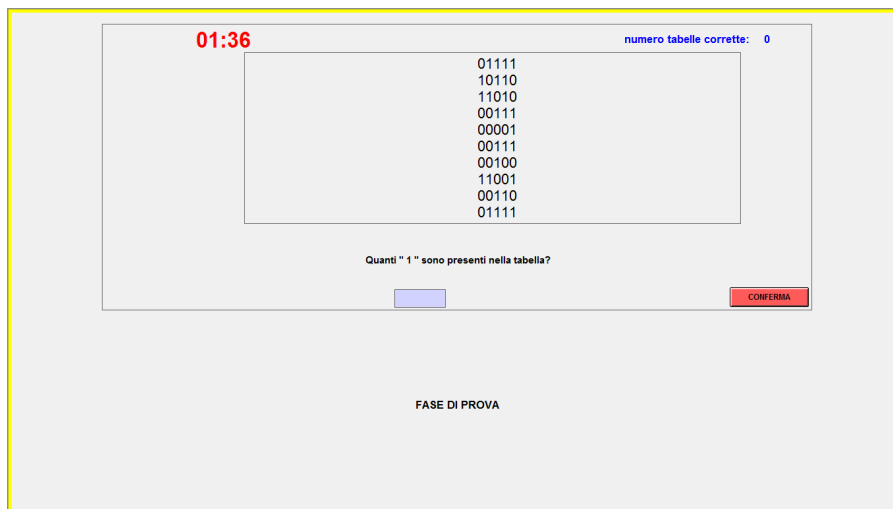 01:36
numero tabelle corrette: 0
01111
10110
11010
00111
00001
00111
00100
11001
00110
01111
Quanti " 1 " sono presenti nella tabella?
CONFERMA
FASE DI PROVA